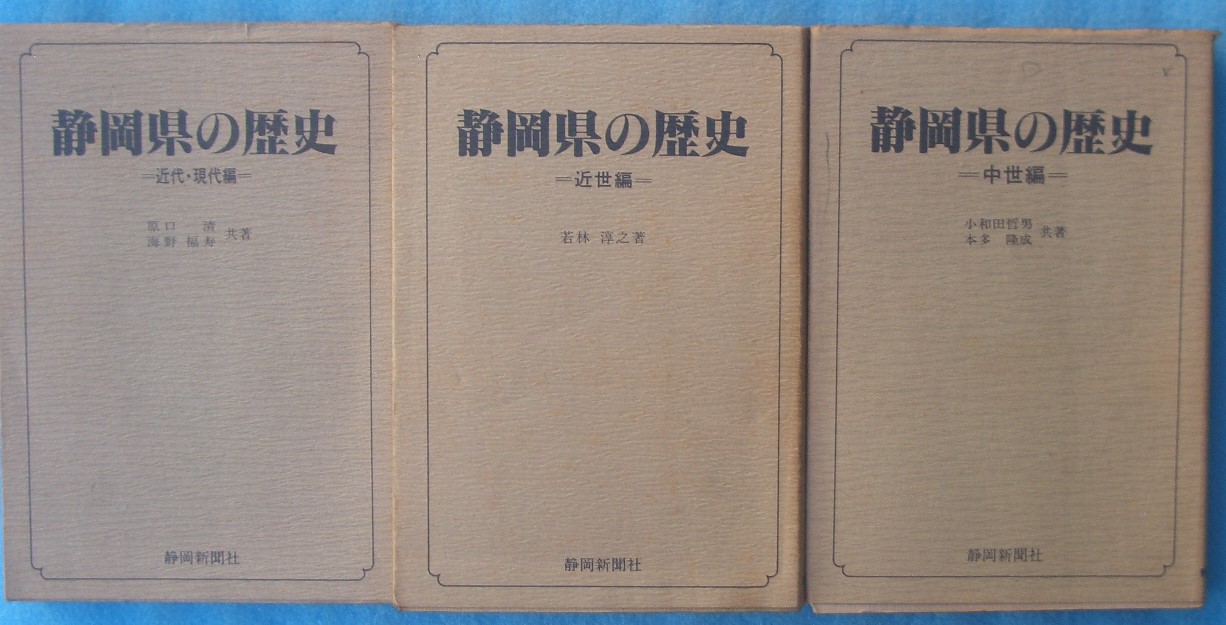 静岡県の歴史
＝近代・現代編＝
原口 清
海野 福寿 共著
静岡新聞社
静岡県の歴史
＝近世編＝
若林 淳之著
静岡新聞社
静岡県の歴史
＝中世編＝
小和田哲男
本多 隆成 共著
静岡新聞社